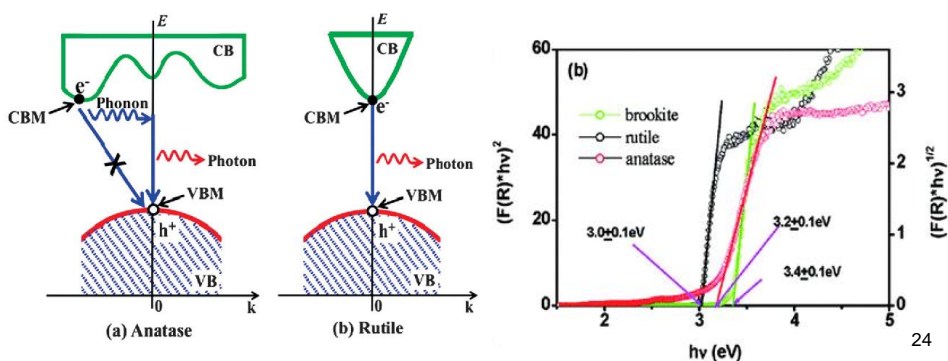 E
CB
e-
CBM
Phonon
Photon
VBM
h+
VB
0
k
(a) Anatase
E
CB
e-
CBM
Photon
VBM
h+
VB
0
k
(b) Rutile
(b)
brookite
rutile
anatase
(F(R)*hν)²
60
40
20
0
(F(R)*hν)^1/2
3
2
1
0
3.0±0.1eV
3.2±0.1eV
3.4±0.1eV
2
3
4
5
hν (eV)
24